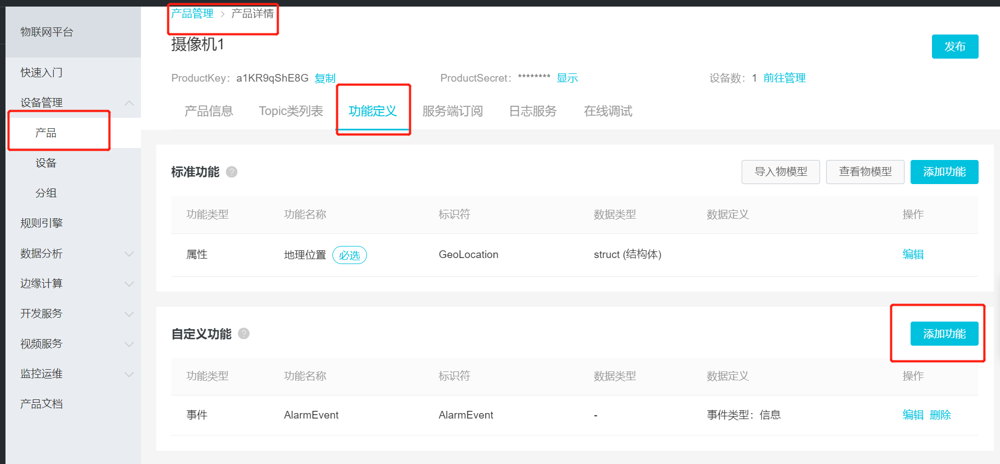 物联网平台
快速入门
设备管理
产品
设备
分组
规则引擎
数据分析
边缘计算
开发服务
视频服务
监控运维
产品文档
产品管理 > 产品详情
摄像机1
发布
ProductKey： a1KR9qShE8G 复制
ProductSecret： ******** 显示
设备数： 1 前往管理
产品信息 Topic类列表 功能定义 服务端订阅 日志服务 在线调试
标准功能 ?
导入物模型 查看物模型 添加功能
功能类型 功能名称 标识符 数据类型 数据定义 操作
属性 地理位置 必选 GeoLocation struct (结构体) 编辑
自定义功能 ?
添加功能
功能类型 功能名称 标识符 数据类型 数据定义 操作
事件 AlarmEvent AlarmEvent - 事件类型：信息 编辑 删除